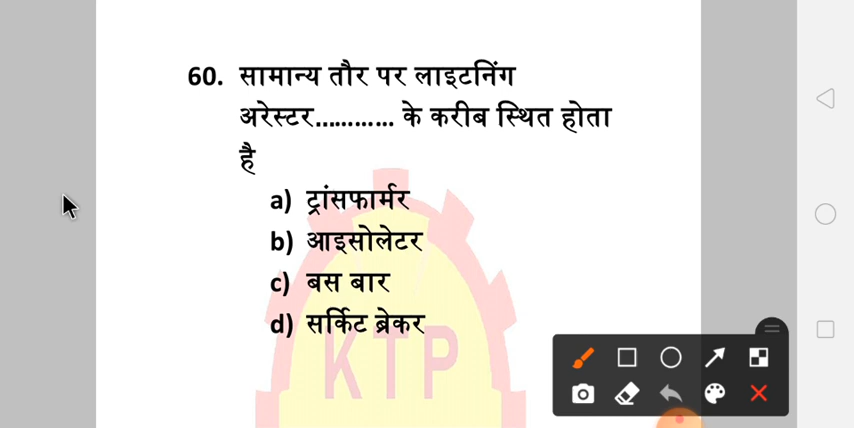 60. सामान्य तौर पर लाइटनिंग
अरेस्टर............ के करीब स्थित होता
है
a) ट्रांसफार्मर
b) आइसोलेटर
c) बस बार
d) सर्किट ब्रेकर
KTP